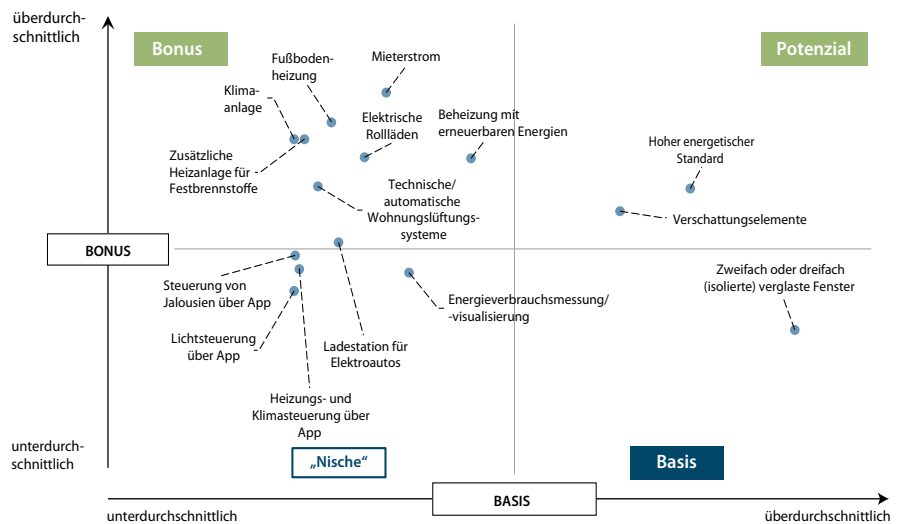 überdurch-
schnittlich
Bonus
Potenzial
Fußboden-
heizung
Mieterstrom
Klima-
anlage
Elektrische
Rollläden
Beheizung mit
erneuerbaren Energien
Hoher energetischer
Standard
Zusätzliche
Heizanlage für
Festbrennstoffe
Technische/
automatische
Wohnungslüftungs-
systeme
Verschattungselemente
BONUS
Steuerung von
Jalousien über App
Energieverbrauchsmessung/
-visualisierung
Zweifach oder dreifach
(isolierte) verglaste Fenster
Lichtsteuerung
über App
Ladestation für
Elektroautos
Heizungs- und
Klimasteuerung über
App
unterdurch-
schnittlich
„Nische“
Basis
BASIS
unterdurchschnittlich
überdurchschnittlich